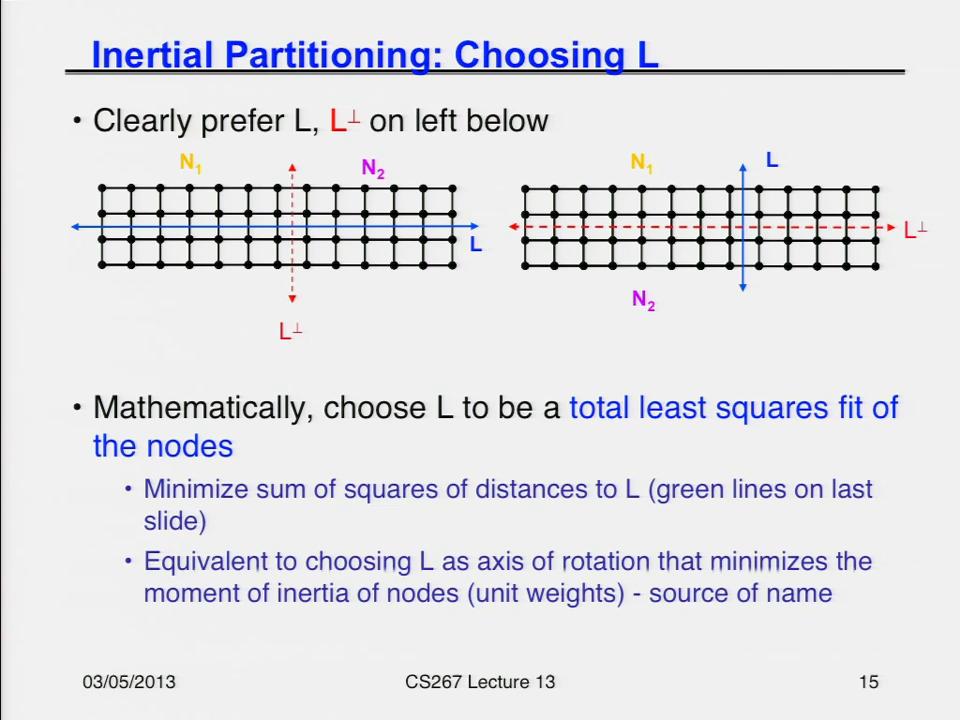 Inertial Partitioning: Choosing L
• Clearly prefer L, L⊥ on left below
N₁
N₂
N₁
L
L
L⊥
N₂
L⊥
• Mathematically, choose L to be a total least squares fit of
the nodes
• Minimize sum of squares of distances to L (green lines on last
slide)
• Equivalent to choosing L as axis of rotation that minimizes the
moment of inertia of nodes (unit weights) - source of name
03/05/2013
CS267 Lecture 13
15